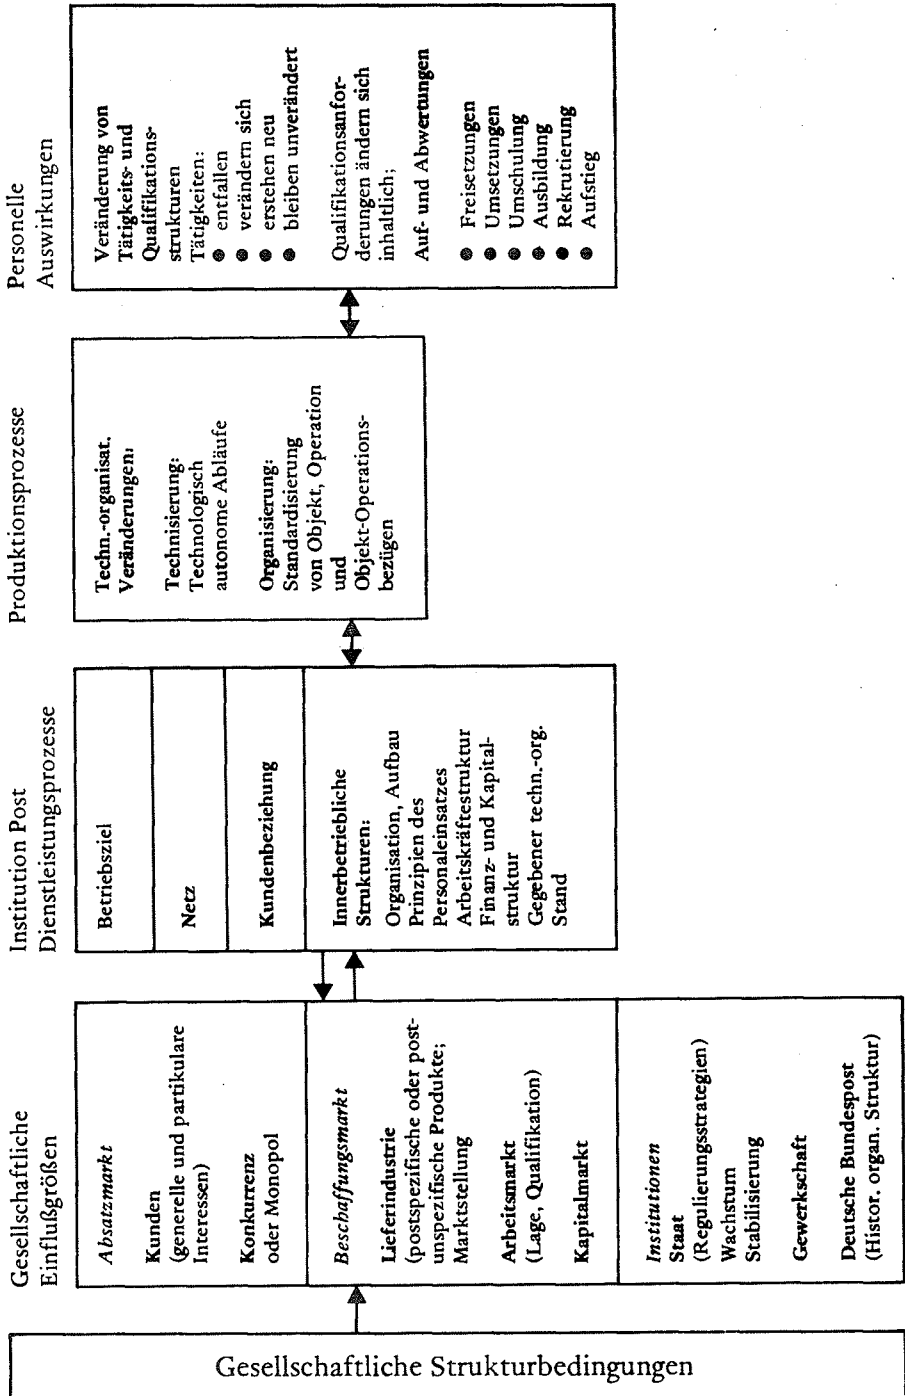 Gesellschaftliche Strukturbedingungen
Gesellschaftliche
Einflußgrößen
Absatzmarkt
Kunden
(generelle und partikulare
Interessen)
Konkurrenz
oder Monopol
Beschaffungsmarkt
Lieferindustrie
(postspezifische oder post-
unspezifische Produkte;
Marktstellung
Arbeitsmarkt
(Lage, Qualifikation)
Kapitalmarkt
Institutionen
Staat
(Regulierungsstrategien)
Wachstum
Stabilisierung
Gewerkschaft
Deutsche Bundespost
(Histor. organ. Struktur)
Institution Post
Dienstleistungsprozesse
Betriebsziel
Netz
Kundenbeziehung
Innerbetriebliche
Strukturen:
Organisation, Aufbau
Prinzipien des
Personaleinsatzes
Arbeitskräftestruktur
Finanz- und Kapital-
struktur
Gegebener techn.-org.
Stand
Produktionsprozesse
Techn.-organisat.
Veränderungen:
Technisierung:
Technologisch
autonome Abläufe
Organisierung:
Standardisierung
von Objekt, Operation
und
Objekt-Operations-
bezügen
Personelle
Auswirkungen
Veränderung von
Tätigkeits- und
Qualifikations-
strukturen
Tätigkeiten:
● entfallen
● verändern sich
● erstehen neu
● bleiben unverändert
Qualifikationsanfor-
derungen ändern sich
inhaltlich;
Auf- und Abwertungen
● Freisetzungen
● Umsetzungen
● Umschulung
● Ausbildung
● Rekrutierung
● Aufstieg